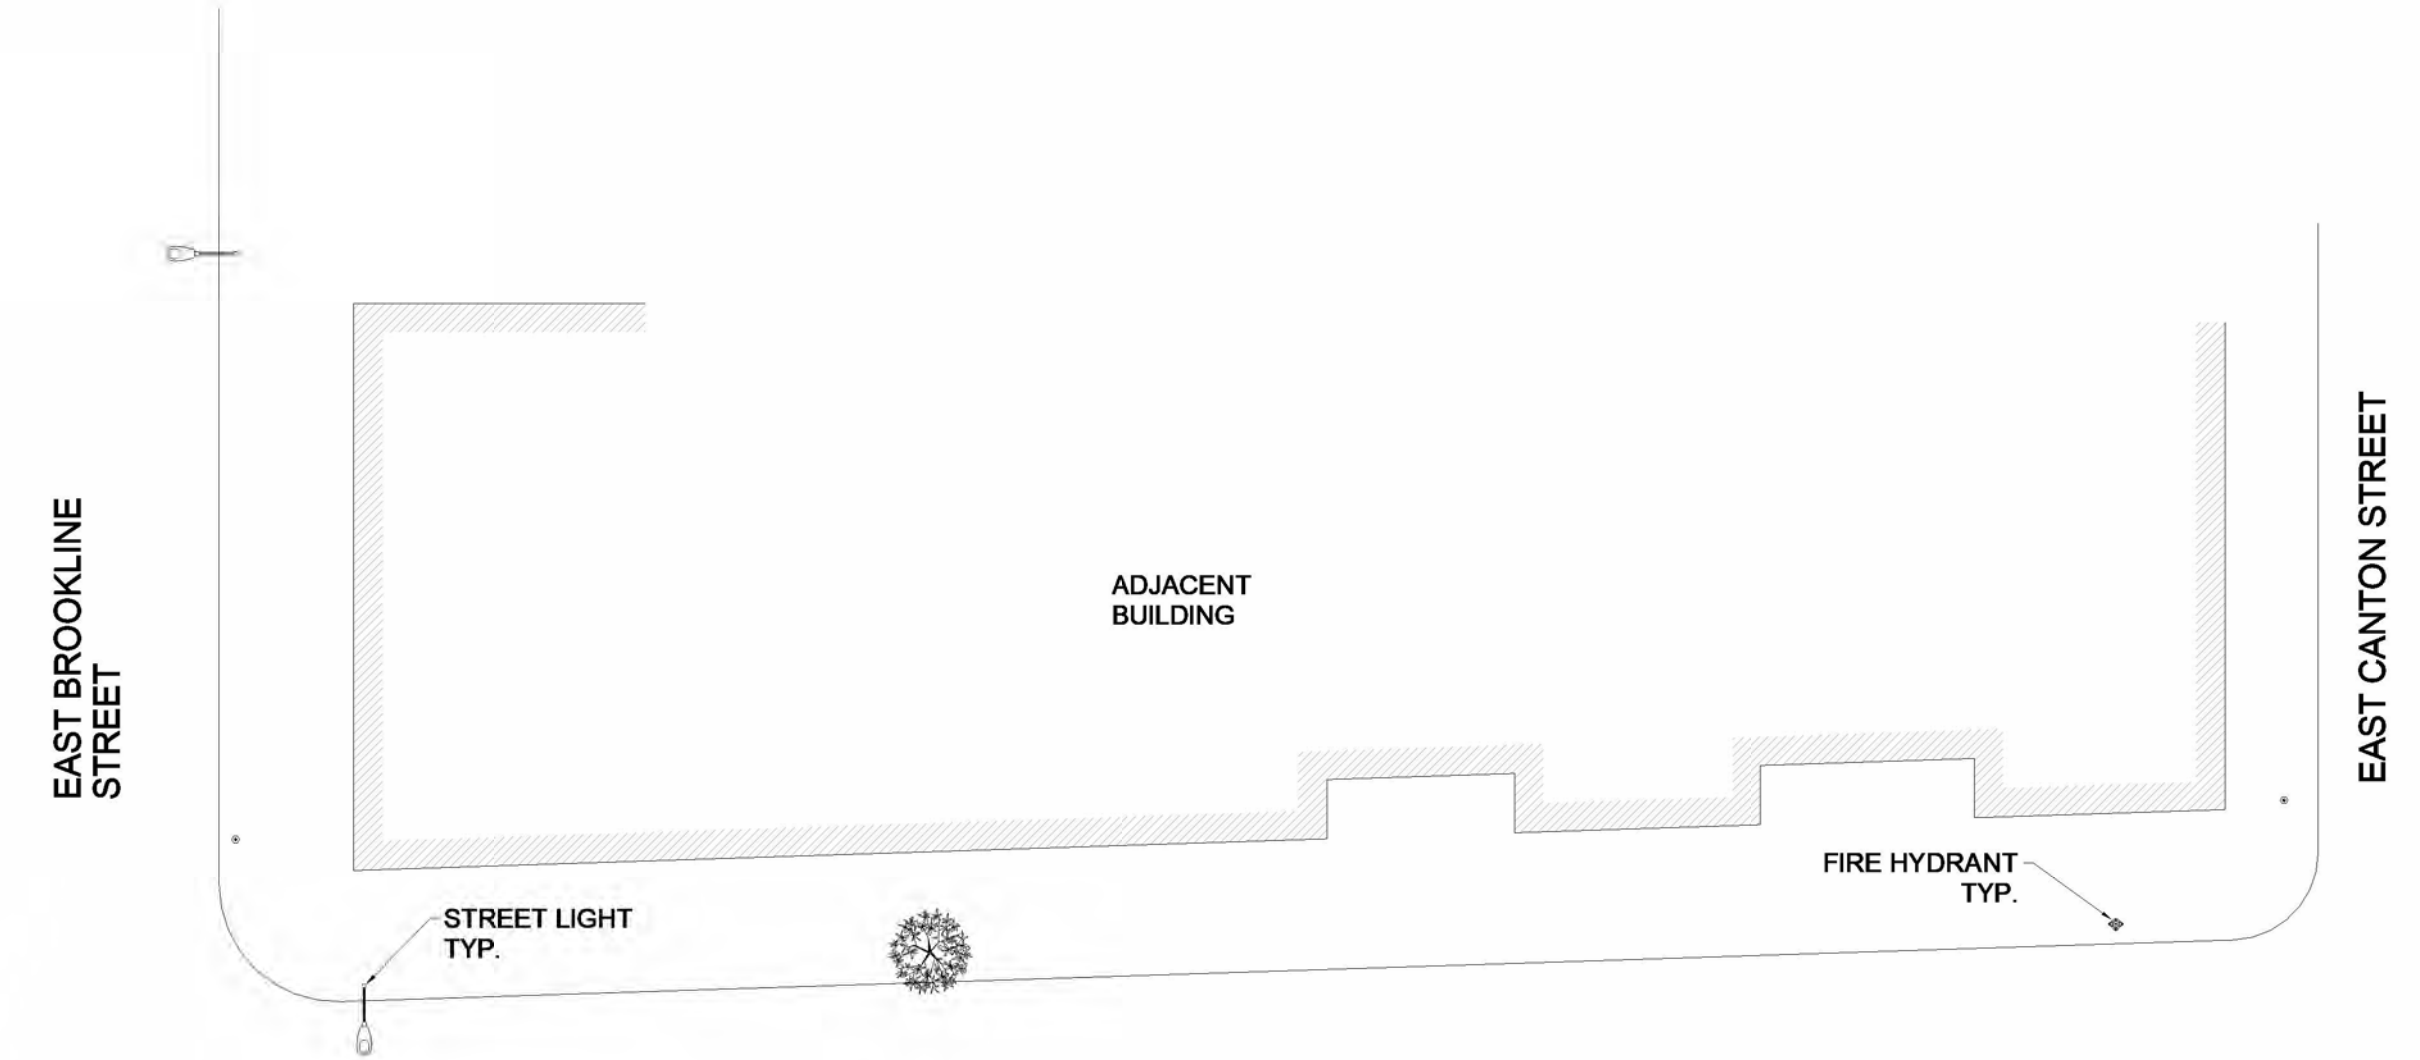 EAST BROOKLINE
STREET
ADJACENT
BUILDING
EAST CANTON STREET
FIRE HYDRANT
TYP.
STREET LIGHT
TYP.